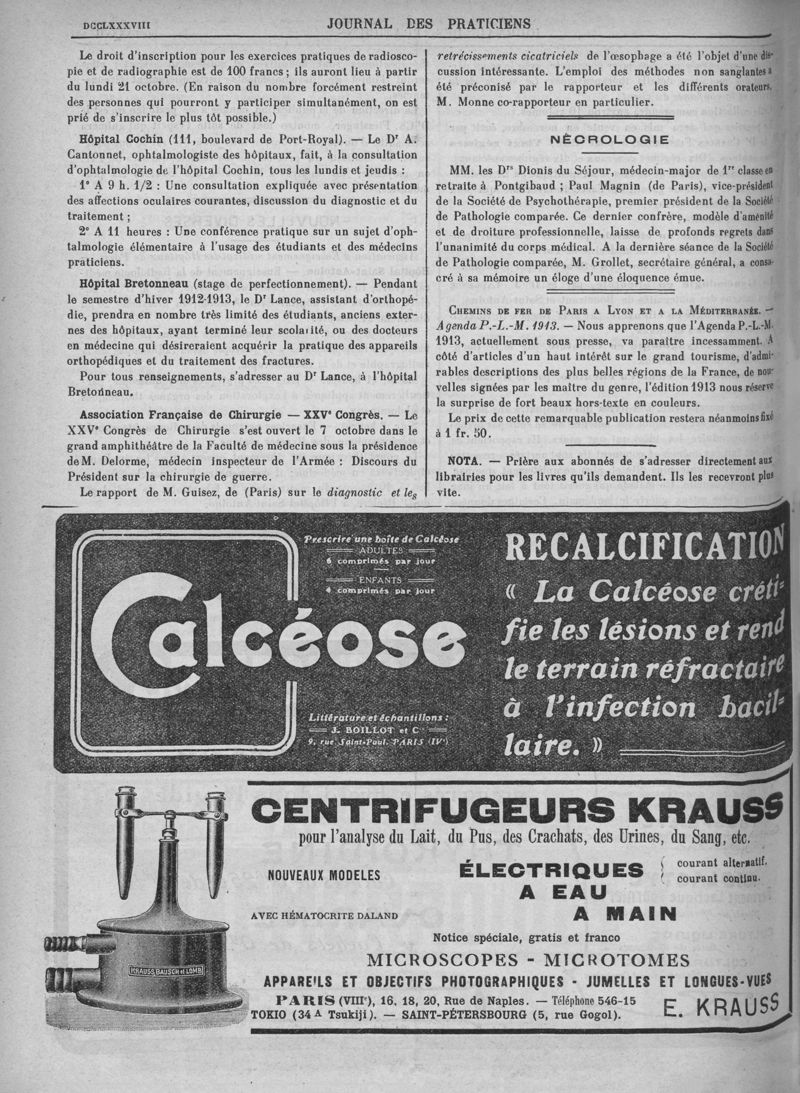 DCCLXXXVIII
JOURNAL DES PRATICIENS
Le droit d'inscription pour les exercices pratiques de radiosco-
pie et de radiographie est de 100 francs ; ils auront lieu à partir
du lundi 21 octobre. (En raison du nombre forcément restreint
des personnes qui pourront y participer simultanément, on est
prié de s'inscrire le plus tôt possible.)
Hôpital Cochin (111, boulevard de Port-Royal). — Le Dr A.
Cantonnet, ophtalmologiste des hôpitaux, fait, à la consultation
d'ophtalmologie de l'hôpital Cochin, tous les lundis et jeudis :
1° A 9 h. 1/2 : Une consultation expliquée avec présentation
des affections oculaires courantes, discussion du diagnostic et du
traitement ;
2° A 11 heures : Une conférence pratique sur un sujet d'oph-
talmologie élémentaire à l'usage des étudiants et des médecins
praticiens.
Hôpital Bretonneau (stage de perfectionnement). — Pendant
le semestre d'hiver 1912-1913, le Dr Lance, assistant d'orthopé-
die, prendra en nombre très limité des étudiants, anciens exter-
nes des hôpitaux, ayant terminé leur scolarité, ou des docteurs
en médecine qui désireraient acquérir la pratique des appareils
orthopédiques et du traitement des fractures.
Pour tous renseignements, s'adresser au Dr Lance, à l'hôpital
Bretonneau.
Association Française de Chirurgie — XXVe Congrès. — Le
XXVe Congrès de Chirurgie s'est ouvert le 7 octobre dans le
grand amphithéâtre de la Faculté de médecine sous la présidence
de M. Delorme, médecin inspecteur de l'Armée : Discours du
Président sur la chirurgie de guerre.
Le rapport de M. Guisez, de (Paris) sur le diagnostic et les
retrécissements cicatriciels de l'œsophage a été l'objet d'une dis-
cussion intéressante. L'emploi des méthodes non sanglantes a
été préconisé par le rapporteur et les différents orateurs,
M. Monne co-rapporteur en particulier.
NÉCROLOGIE
MM. les Drs Dionis du Séjour, médecin-major de 1re classe en
retraite à Pontgibaud ; Paul Magnin (de Paris), vice-président
de la Société de Psychothérapie, premier président de la Société
de Pathologie comparée. Ce dernier confrère, modèle d'aménité
et de droiture professionnelle, laisse de profonds regrets dans
l'unanimité du corps médical. A la dernière séance de la Société
de Pathologie comparée, M. Grollet, secrétaire général, a consa-
cré à sa mémoire un éloge d'une éloquence émue.
CHEMINS DE FER DE PARIS A LYON ET A LA MÉDITERRANÉE. —
Agenda P.-L.-M. 1913. — Nous apprenons que l'Agenda P.-L.-M.
1913, actuellement sous presse, va paraître incessamment. A
côté d'articles d'un haut intérêt sur le grand tourisme, d'admi-
rables descriptions des plus belles régions de la France, de nou-
velles signées par les maître du genre, l'édition 1913 nous réserve
la surprise de fort beaux hors-texte en couleurs.
Le prix de cette remarquable publication restera néanmoins fixé
à 1 fr. 50.
NOTA. — Prière aux abonnés de s'adresser directement aux
librairies pour les livres qu'ils demandent. Ils les recevront plus
vite.
Calcéose
Prescrire une boîte de Calcéose
ADULTES
6 comprimés par jour
ENFANTS
4 comprimés par jour
Littérature et échantillons :
J. BOILLOT et Cie
9, rue Saint-Paul, PARIS (IVe)
RECALCIFICATION
« La Calcéose créti-
fie les lésions et rend
le terrain réfractaire
à l'infection bacil-
laire. »
KRAUSS, BAUSCH et LOMB
CENTRIFUGEURS KRAUSS
pour l'analyse du Lait, du Pus, des Crachats, des Urines, du Sang, etc.
NOUVEAUX MODELES
ÉLECTRIQUES
courant alternatif.
courant continu.
A EAU
AVEC HÉMATOCRITE DALAND
A MAIN
Notice spéciale, gratis et franco
MICROSCOPES - MICROTOMES
APPAREILS ET OBJECTIFS PHOTOGRAPHIQUES - JUMELLES ET LONGUES-VUES
PARIS (VIIIe), 16, 18, 20, Rue de Naples. — Téléphone 546-15
TOKIO (34 A Tsukiji). — SAINT-PÉTERSBOURG (5, rue Gogol).
E. KRAUSS